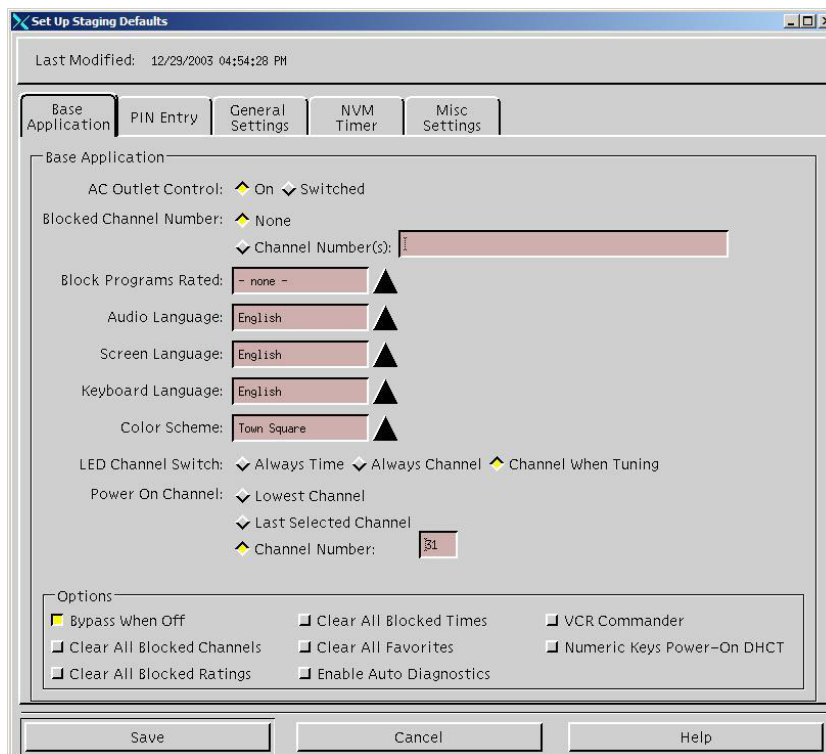 Set Up Staging Defaults
Last Modified: 12/29/2003 04:54:28 PM
Base Application
PIN Entry
General Settings
NVM Timer
Misc Settings
Base Application
AC Outlet Control: On Switched
Blocked Channel Number: None
Channel Number(s):
Block Programs Rated: - none -
Audio Language: English
Screen Language: English
Keyboard Language: English
Color Scheme: Town Square
LED Channel Switch: Always Time Always Channel Channel When Tuning
Power On Channel: Lowest Channel
Last Selected Channel
Channel Number: 31
Options
Bypass When Off Clear All Blocked Times VCR Commander
Clear All Blocked Channels Clear All Favorites Numeric Keys Power-On DHCT
Clear All Blocked Ratings Enable Auto Diagnostics
Save Cancel Help